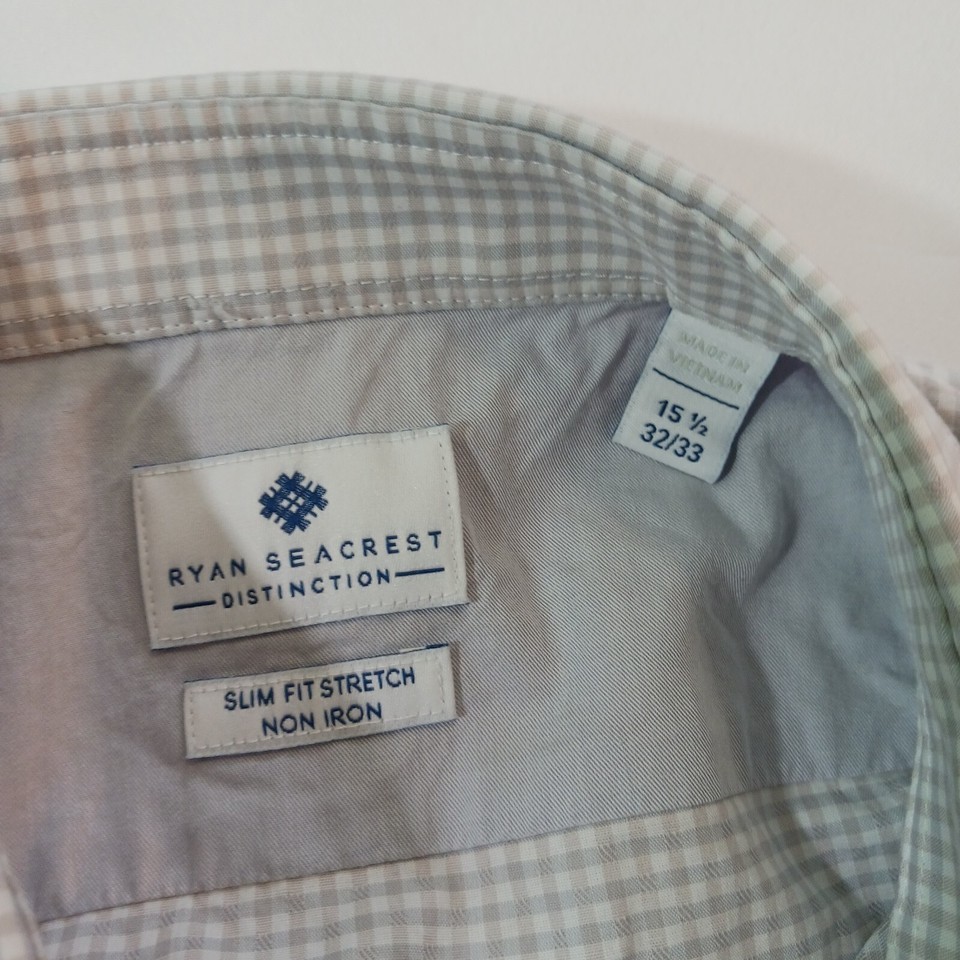 MADE IN
VIETNAM
15 ½
32/33
RYAN SEACREST
DISTINCTION
SLIM FIT STRETCH
NON IRON